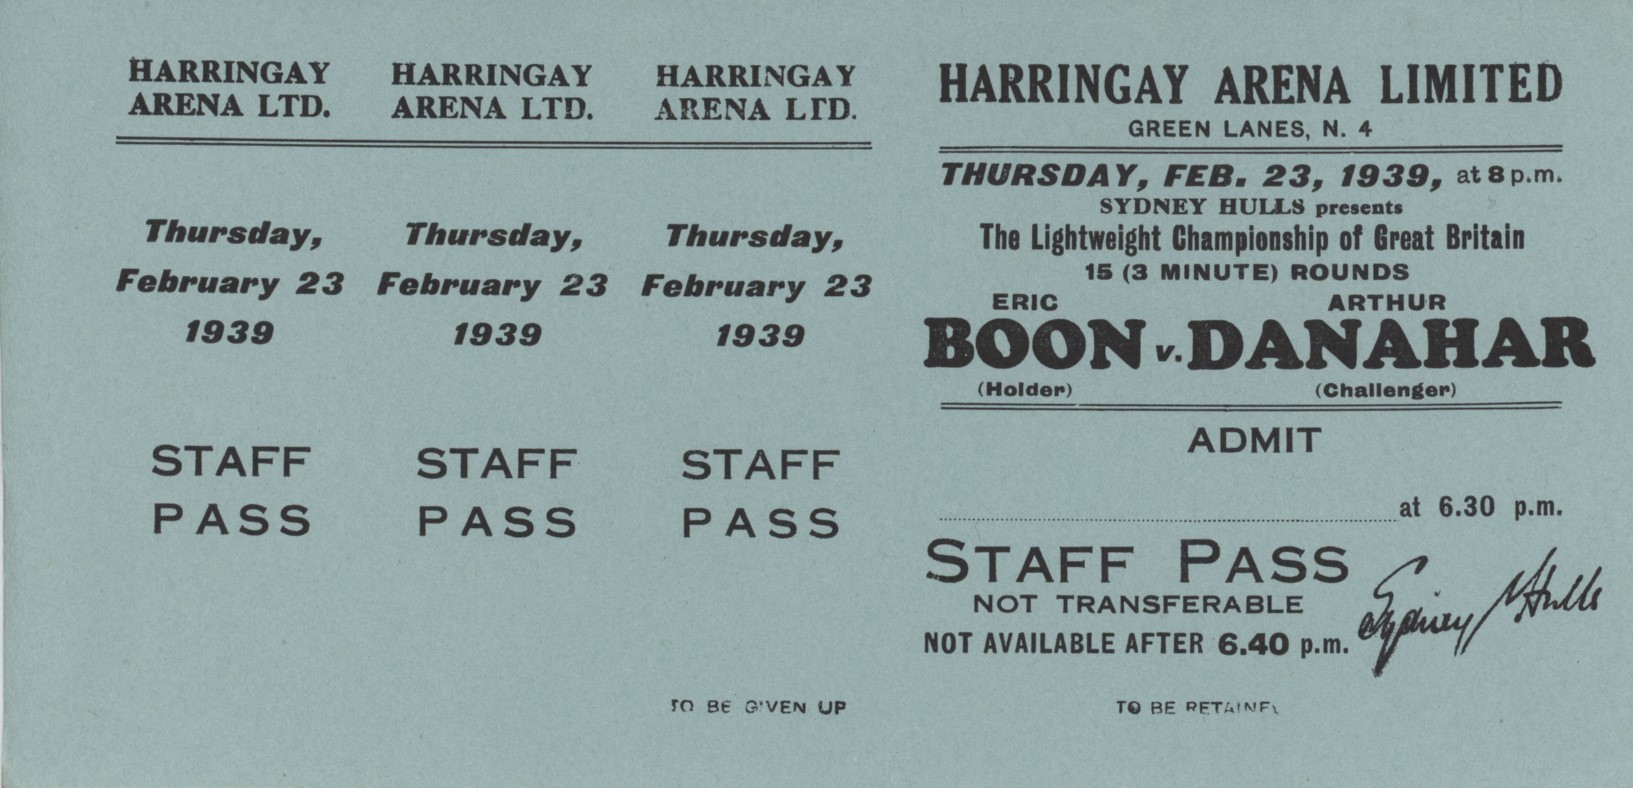 HARRINGAY
ARENA LTD.
Thursday,
February 23
1939
STAFF
PASS
HARRINGAY
ARENA LTD.
Thursday,
February 23
1939
STAFF
PASS
HARRINGAY
ARENA LTD.
Thursday,
February 23
1939
STAFF
PASS
TO BE GIVEN UP
HARRINGAY ARENA LIMITED
GREEN LANES, N. 4
THURSDAY, FEB. 23, 1939, at 8 p.m.
SYDNEY HULLS presents
The Lightweight Championship of Great Britain
15 (3 MINUTE) ROUNDS
ERIC ARTHUR
BOON v. DANAHAR
(Holder) (Challenger)
ADMIT
at 6.30 p.m.
STAFF PASS
NOT TRANSFERABLE
Sydney Hulls
NOT AVAILABLE AFTER 6.40 p.m.
TO BE RETAINED